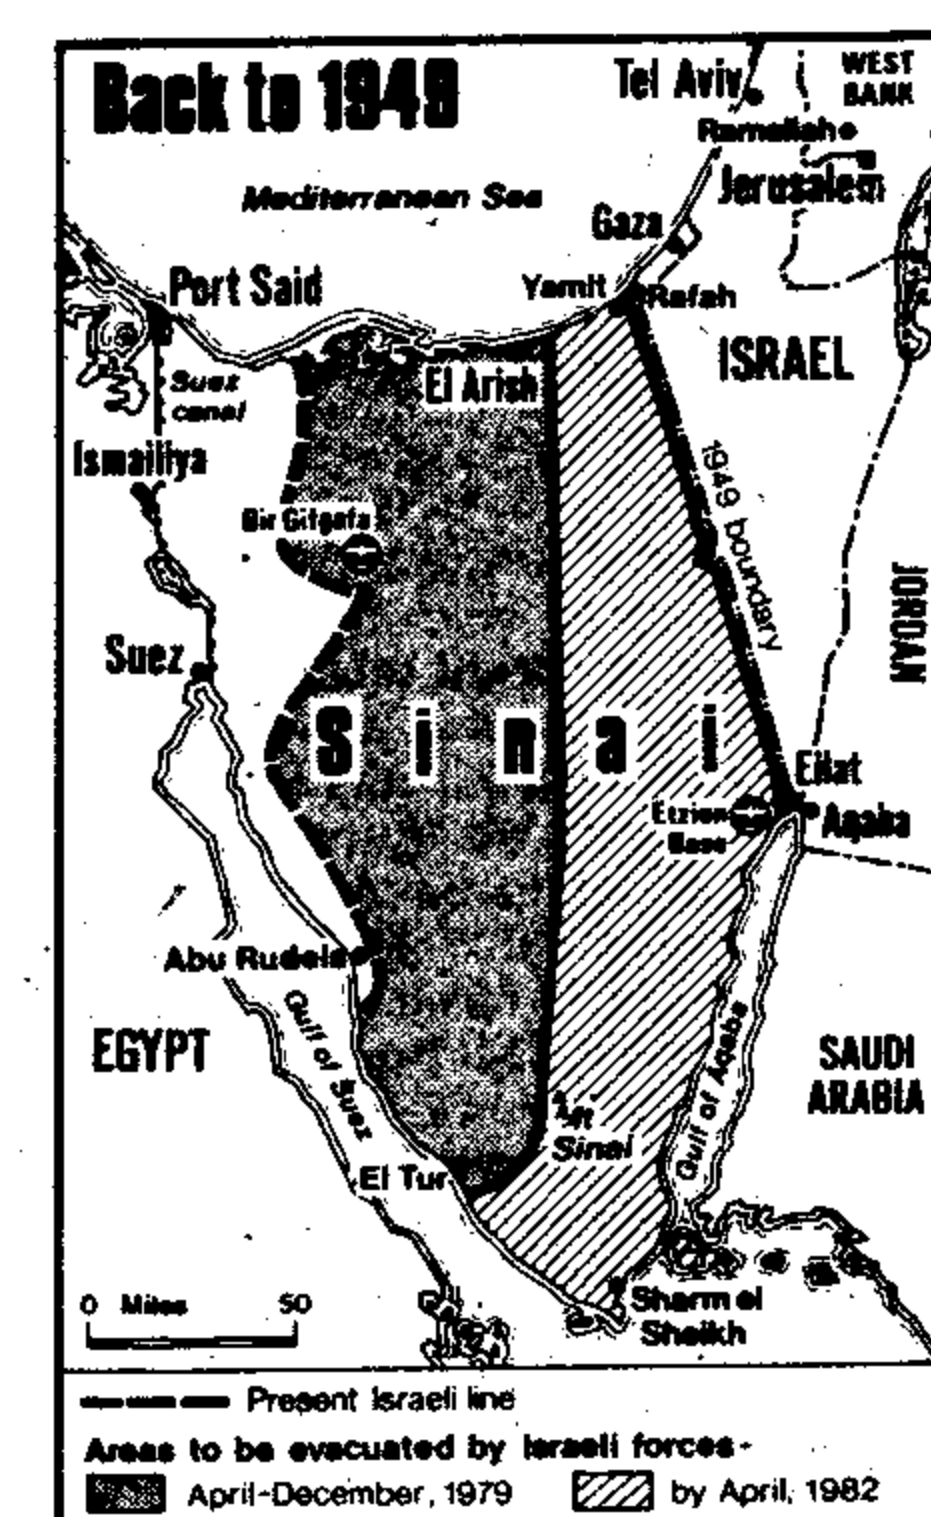 Back to 1949
Tel Aviv
WEST
BANK
Ramallah
Jerusalem
Mediterranean Sea
Gaza
Port Said
Yamit
Rafah
ISRAEL
Suez
canal
El Arish
Ismailiya
1949 boundary
Bir Gifgafa
JORDAN
Suez
Sinai
Eilat
Etzion
Base
Aqaba
Abu Rudeis
EGYPT
Gulf of Suez
Gulf of Aqaba
SAUDI
ARABIA
Mt
Sinai
El Tur
0 Miles 50
Sharm el
Sheikh
Present Israeli line
Areas to be evacuated by Israeli forces-
April-December, 1979
by April, 1982